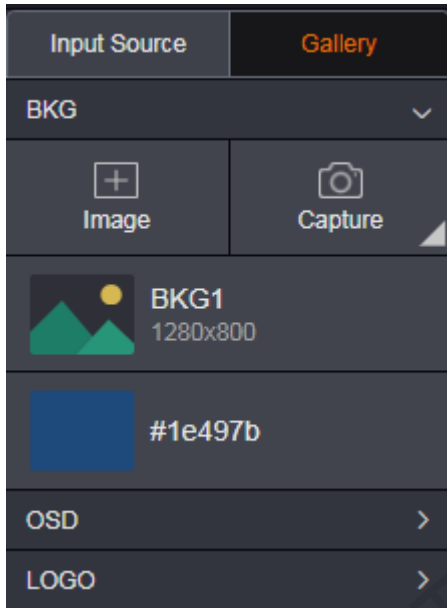 Input Source
Gallery
BKG
Image
Capture
BKG1
1280x800
#1e497b
OSD
LOGO